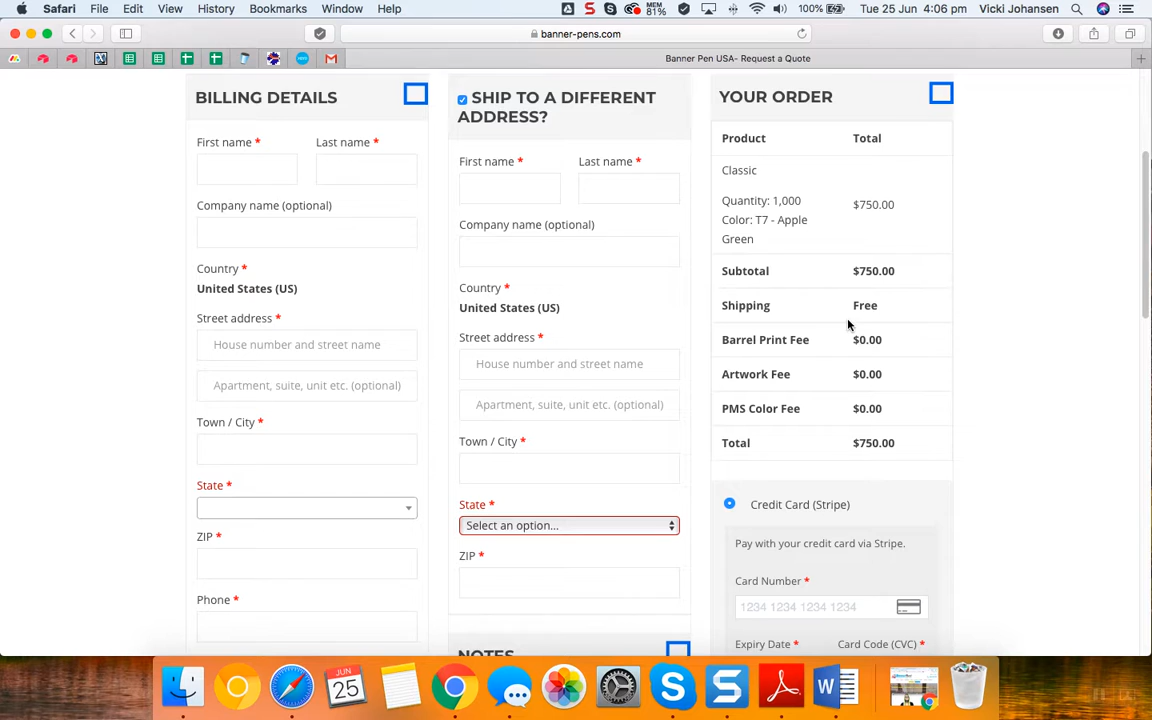 Safari File Edit View History Bookmarks Window Help MEM 81% 100% Tue 25 Jun 4:06 pm Vicki Johansen
banner-pens.com
Banner Pen USA– Request a Quote
BILLING DETAILS
First name * Last name *
Company name (optional)
Country *
United States (US)
Street address *
House number and street name
Apartment, suite, unit etc. (optional)
Town / City *
State *
ZIP *
Phone *
SHIP TO A DIFFERENT
ADDRESS?
First name * Last name *
Company name (optional)
Country *
United States (US)
Street address *
House number and street name
Apartment, suite, unit etc. (optional)
Town / City *
State *
Select an option...
ZIP *
NOTES
YOUR ORDER
Product Total
Classic
Quantity: 1,000
Color: T7 - Apple
Green
$750.00
Subtotal $750.00
Shipping Free
Barrel Print Fee $0.00
Artwork Fee $0.00
PMS Color Fee $0.00
Total $750.00
Credit Card (Stripe)
Pay with your credit card via Stripe.
Card Number *
1234 1234 1234 1234
Expiry Date * Card Code (CVC) *
JUN
25